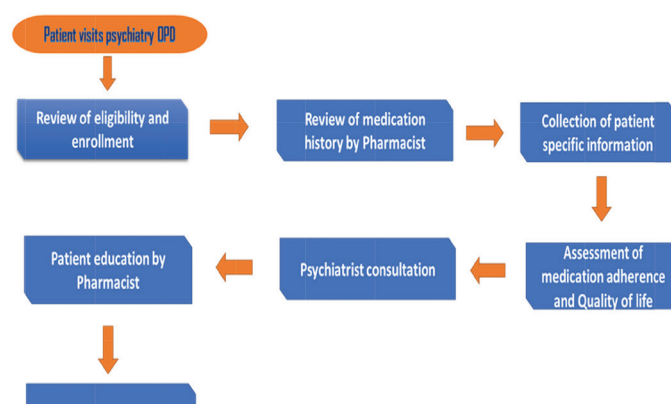 Patient visits psychiatry OPD
Review of eligibility and
enrollment
Review of medication
history by Pharmacist
Collection of patient
specific information
Assessment of
medication adherence
and Quality of life
Psychiatrist consultation
Patient education by
Pharmacist